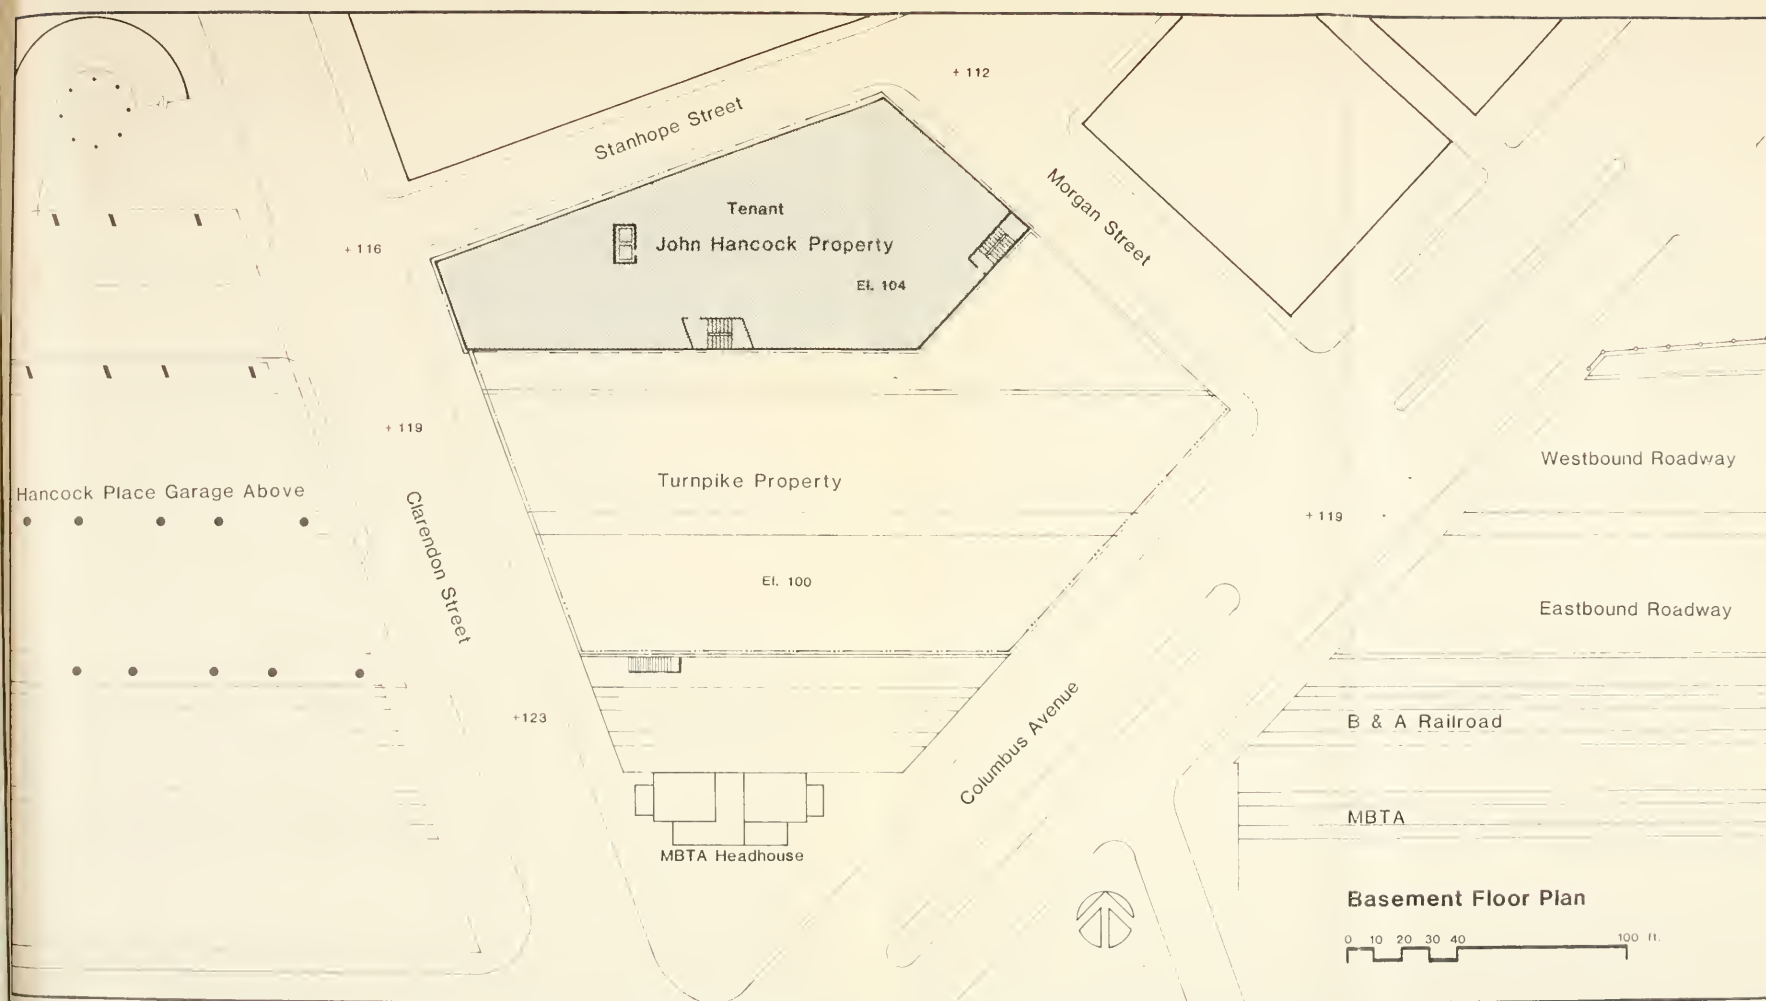 + 112
Stanhope Street
Morgan Street
Tenant
John Hancock Property
+ 116
El. 104
+ 119
Westbound Roadway
Turnpike Property
Hancock Place Garage Above
Clarendon Street
+ 119
El. 100
Eastbound Roadway
+123
Columbus Avenue
B & A Railroad
MBTA
MBTA Headhouse
Basement Floor Plan
0 10 20 30 40 100 ft.